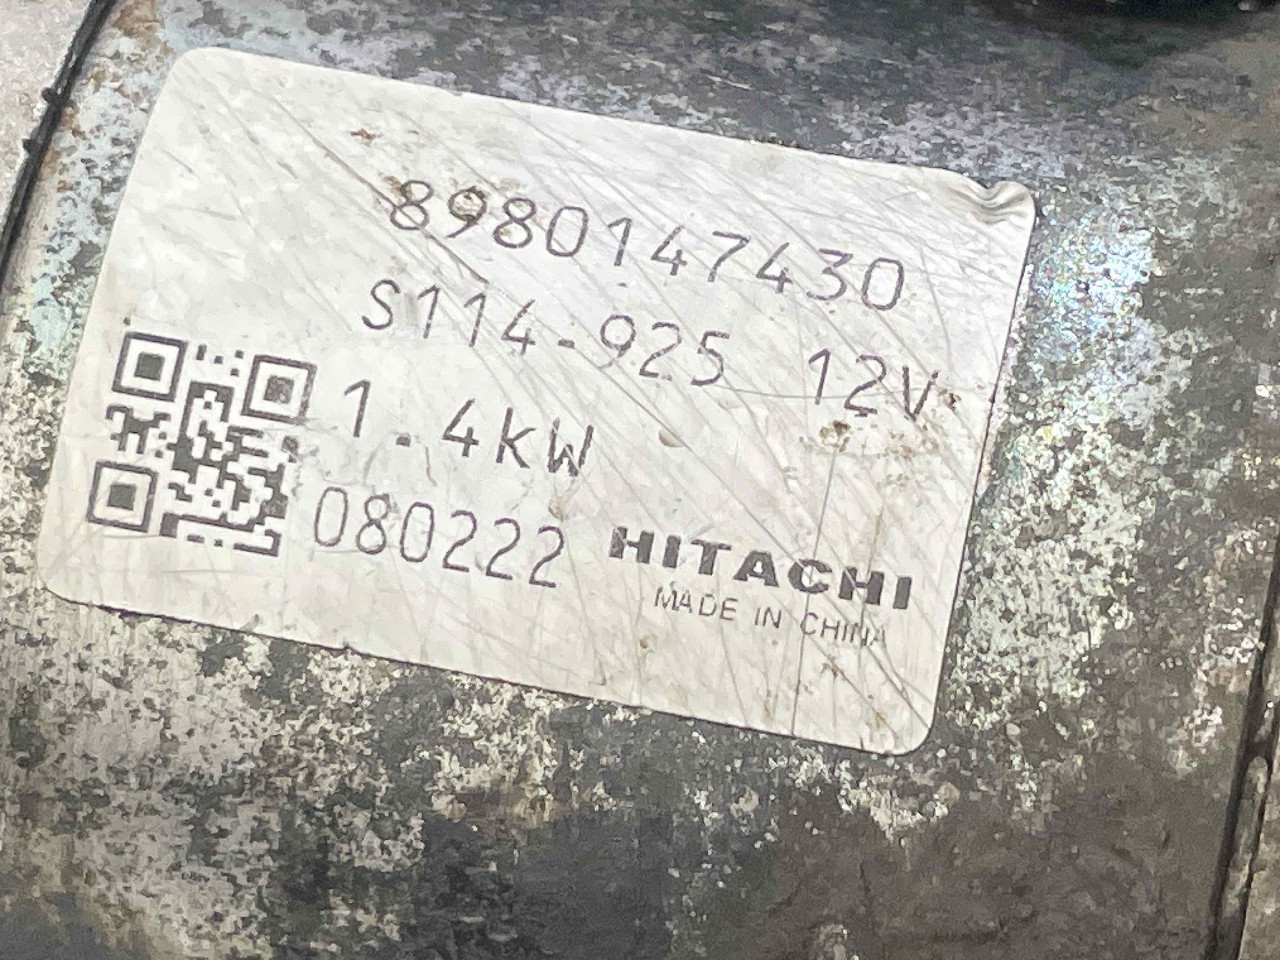 8980147430
S114-925 12V
1.4kW
080222 HITACHI
MADE IN CHINA